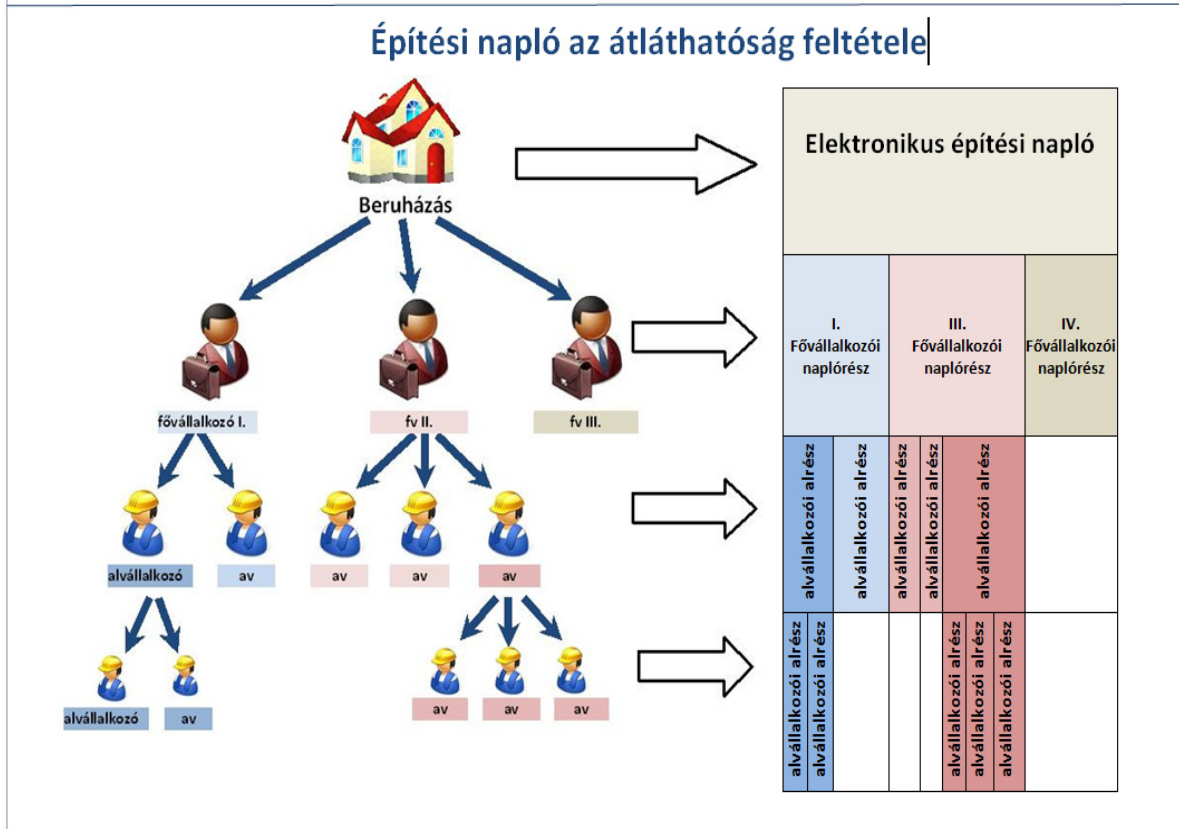 Építési napló az átláthatóság feltétele
Elektronikus építési napló
Beruházás
I.
Fővállalkozói
naplórész
III.
Fővállalkozói
naplórész
IV.
Fővállalkozói
naplórész
fővállalkozó I.
fv II.
fv III.
alvállalkozói alrész
alvállalkozói alrész
alvállalkozói alrész
alvállalkozói alrész
alvállalkozói alrész
alvállalkozó
av
av
av
av
alvállalkozói alrész
alvállalkozói alrész
alvállalkozói alrész
alvállalkozói alrész
alvállalkozói alrész
alvállalkozó
av
av
av
av